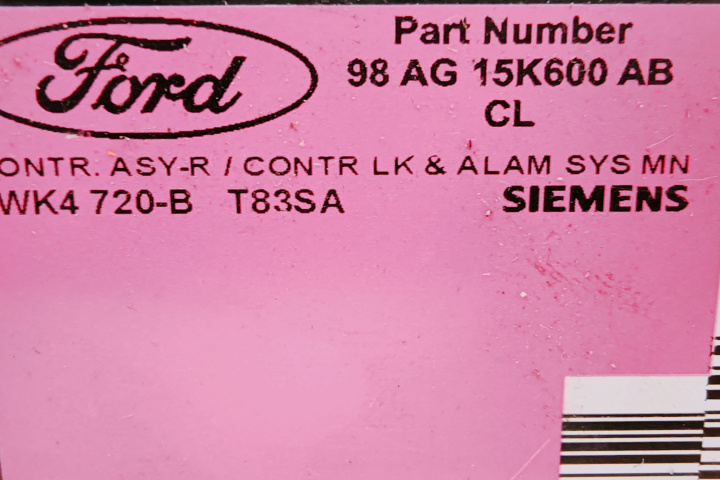 Ford
Part Number
98 AG 15K600 AB
CL
ONTR. ASY-R / CONTR LK & ALAM SYS MN
WK4 720-B T83SA
SIEMENS